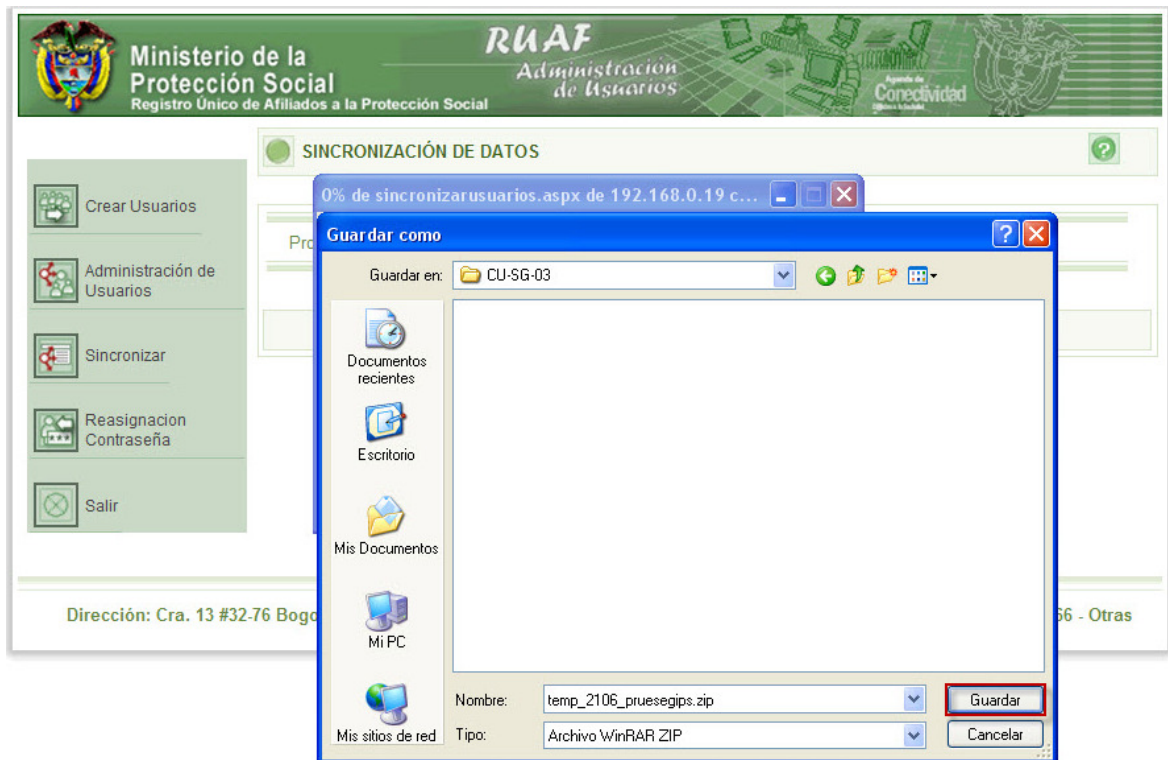 Ministerio de la
Protección Social
Registro Único de Afiliados a la Protección Social
RUAF
Administración
de Usuarios
Agenda de
Conectividad
SINCRONIZACIÓN DE DATOS
?
Crear Usuarios
Administración de
Usuarios
Sincronizar
Reasignacion
Contraseña
Salir
0% de sincronizarusuarios.aspx de 192.168.0.19 c...
Guardar como
Guardar en:
CU-SG-03
Documentos
recientes
Escritorio
Mis Documentos
Mi PC
Mis sitios de red
Nombre:
temp_2106_pruesegips.zip
Guardar
Tipo:
Archivo WinRAR ZIP
Cancelar
Dirección: Cra. 13 #32-76 Bogo
66 - Otras